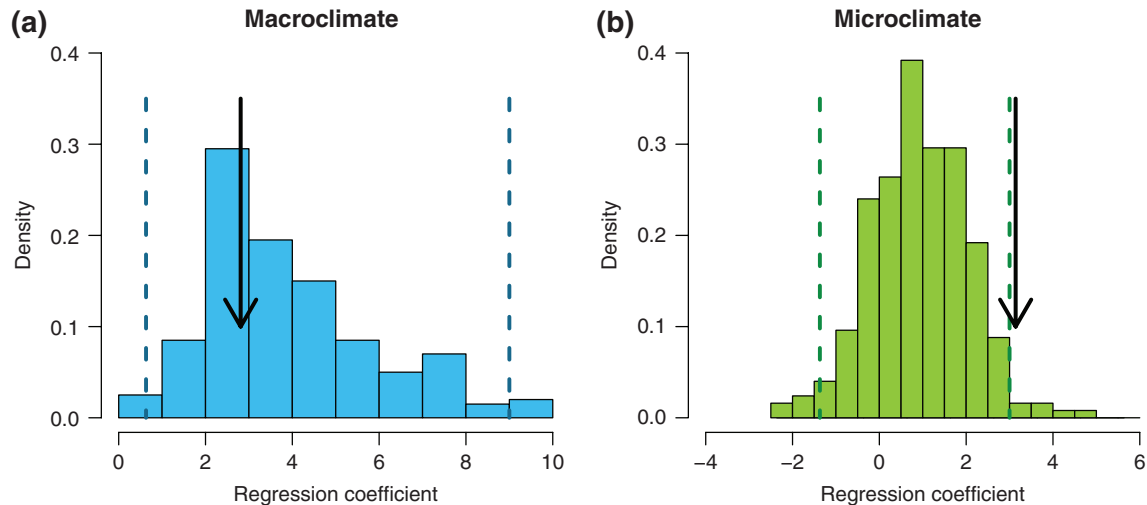 (a)
Macroclimate
0.4
0.3
0.2
0.1
0.0
Density
0 2 4 6 8 10
Regression coefficient
(b)
Microclimate
0.4
0.3
0.2
0.1
0.0
Density
−4 −2 0 2 4 6
Regression coefficient